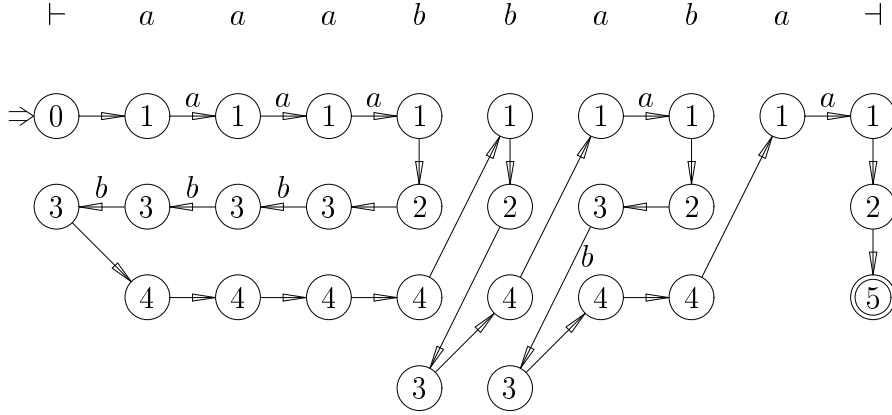 ⊢ a a a b b a b a ⊣
a a a a a
0 1 1 1 1 1 1 1 1 1
b b b
3 3 3 3 2 2 3 2 2
b
4 4 4 4 4 4 4 5
3 3